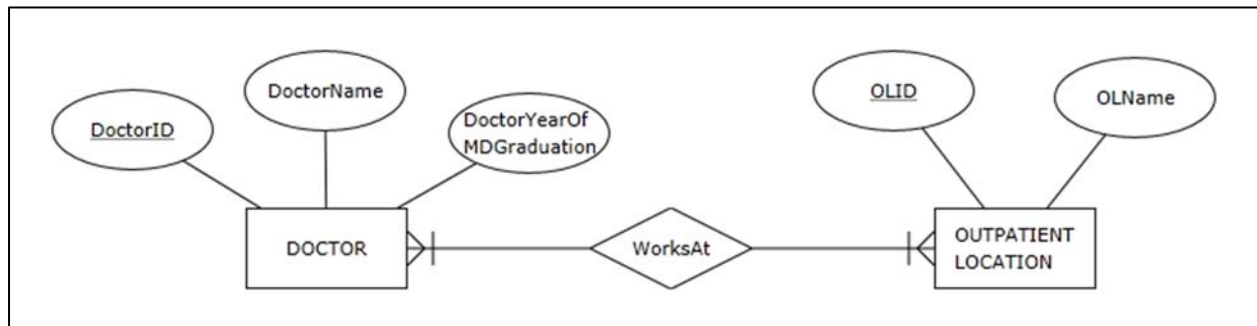 DoctorID
DoctorName
DoctorYearOf
MDGraduation
OLID
OLName
DOCTOR
WorksAt
OUTPATIENT
LOCATION